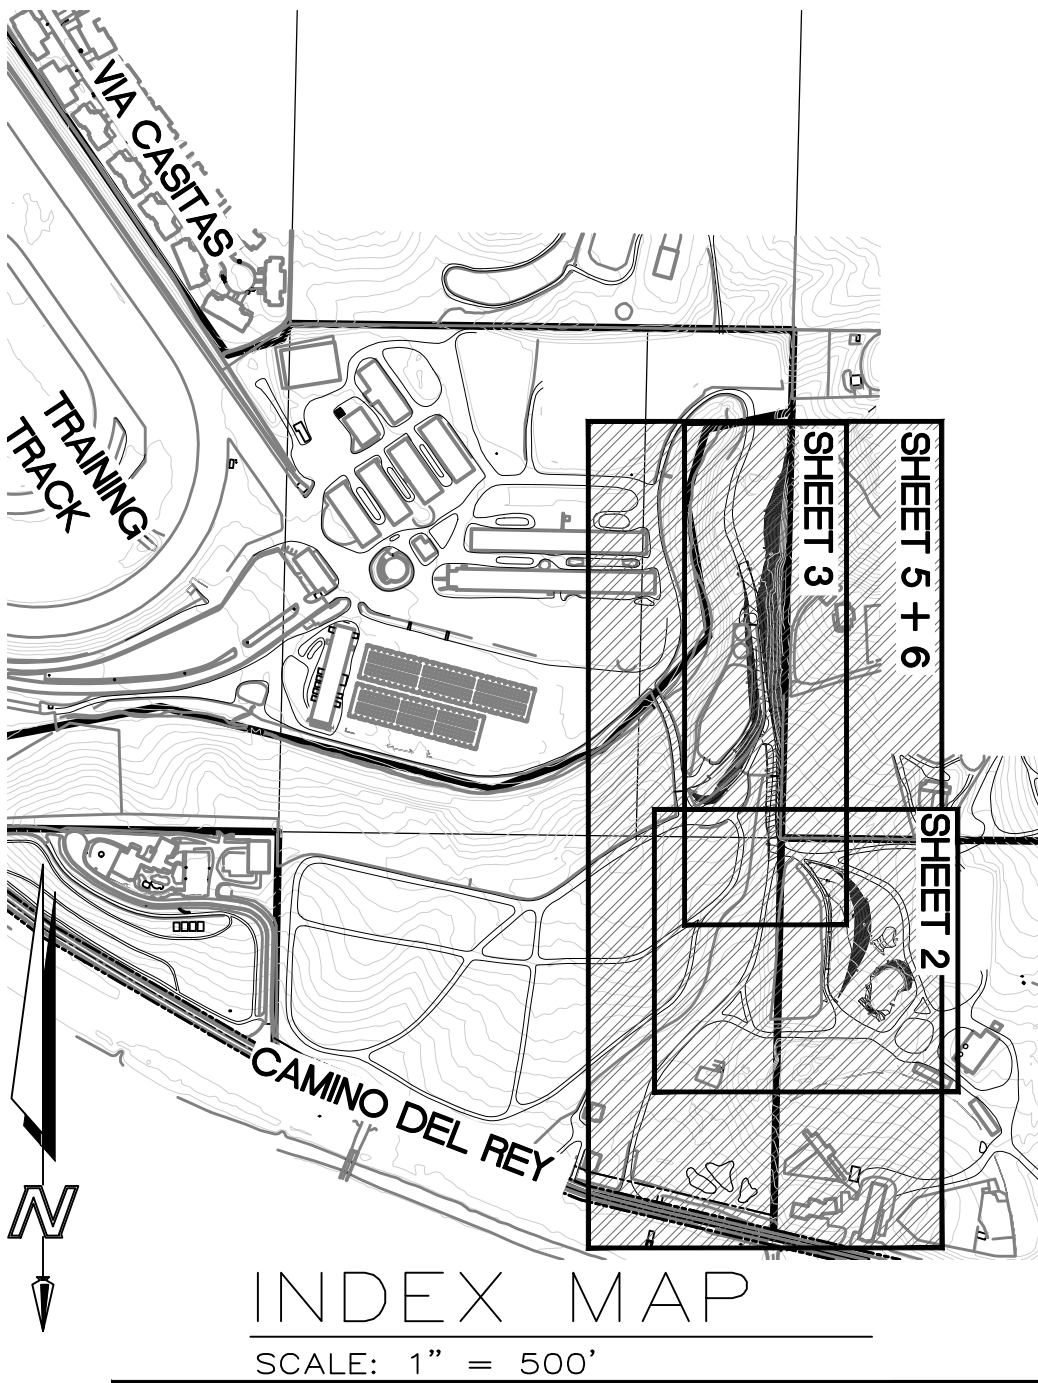 VIA CASITAS
TRAINING
TRACK
SHEET 3
SHEET 5 + 6
SHEET 2
CAMINO DEL REY
N
INDEX MAP
SCALE: 1" = 500'